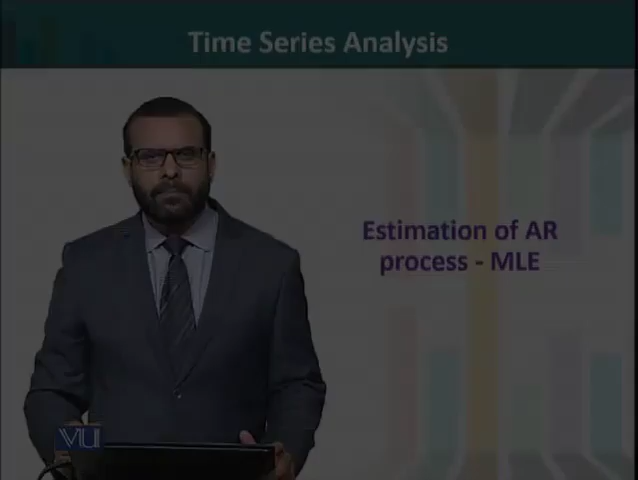 Time Series Analysis
Estimation of AR
process - MLE
VU